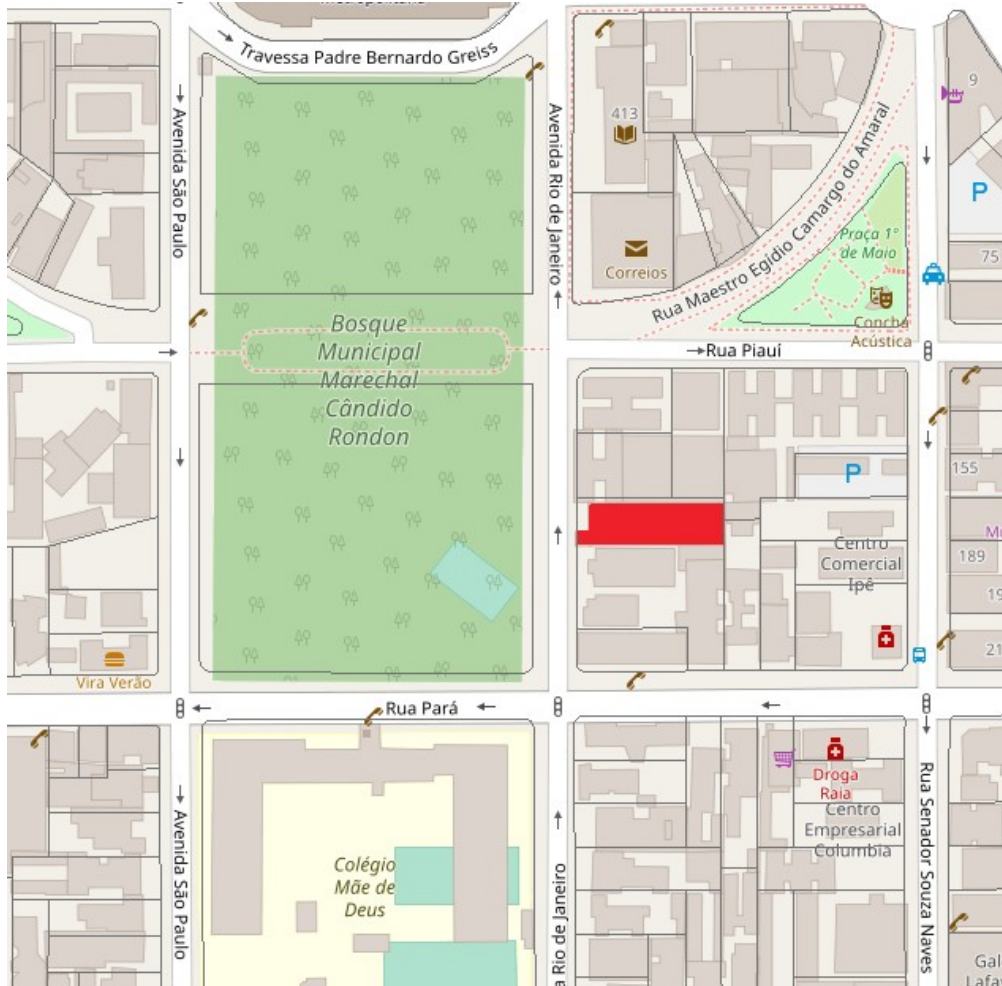 Travessa Padre Bernardo Greiss
Avenida São Paulo
Avenida Rio de Janeiro
413
9
Rua Maestro Egídio Camargo do Amaral
P
Praça 1º
de Maio
Correios
75
Concha
Acústica
Bosque
Municipal
Marechal
Cândido
Rondon
Rua Piauí
P
155
Centro
Comercial
Ipê
189
19
21
Vira Verão
Rua Pará
Droga
Raia
Centro
Empresarial
Columbia
Rua Senador Souza Naves
Avenida São Paulo
Colégio
Mãe de
Deus
Rio de Janeiro
Gal